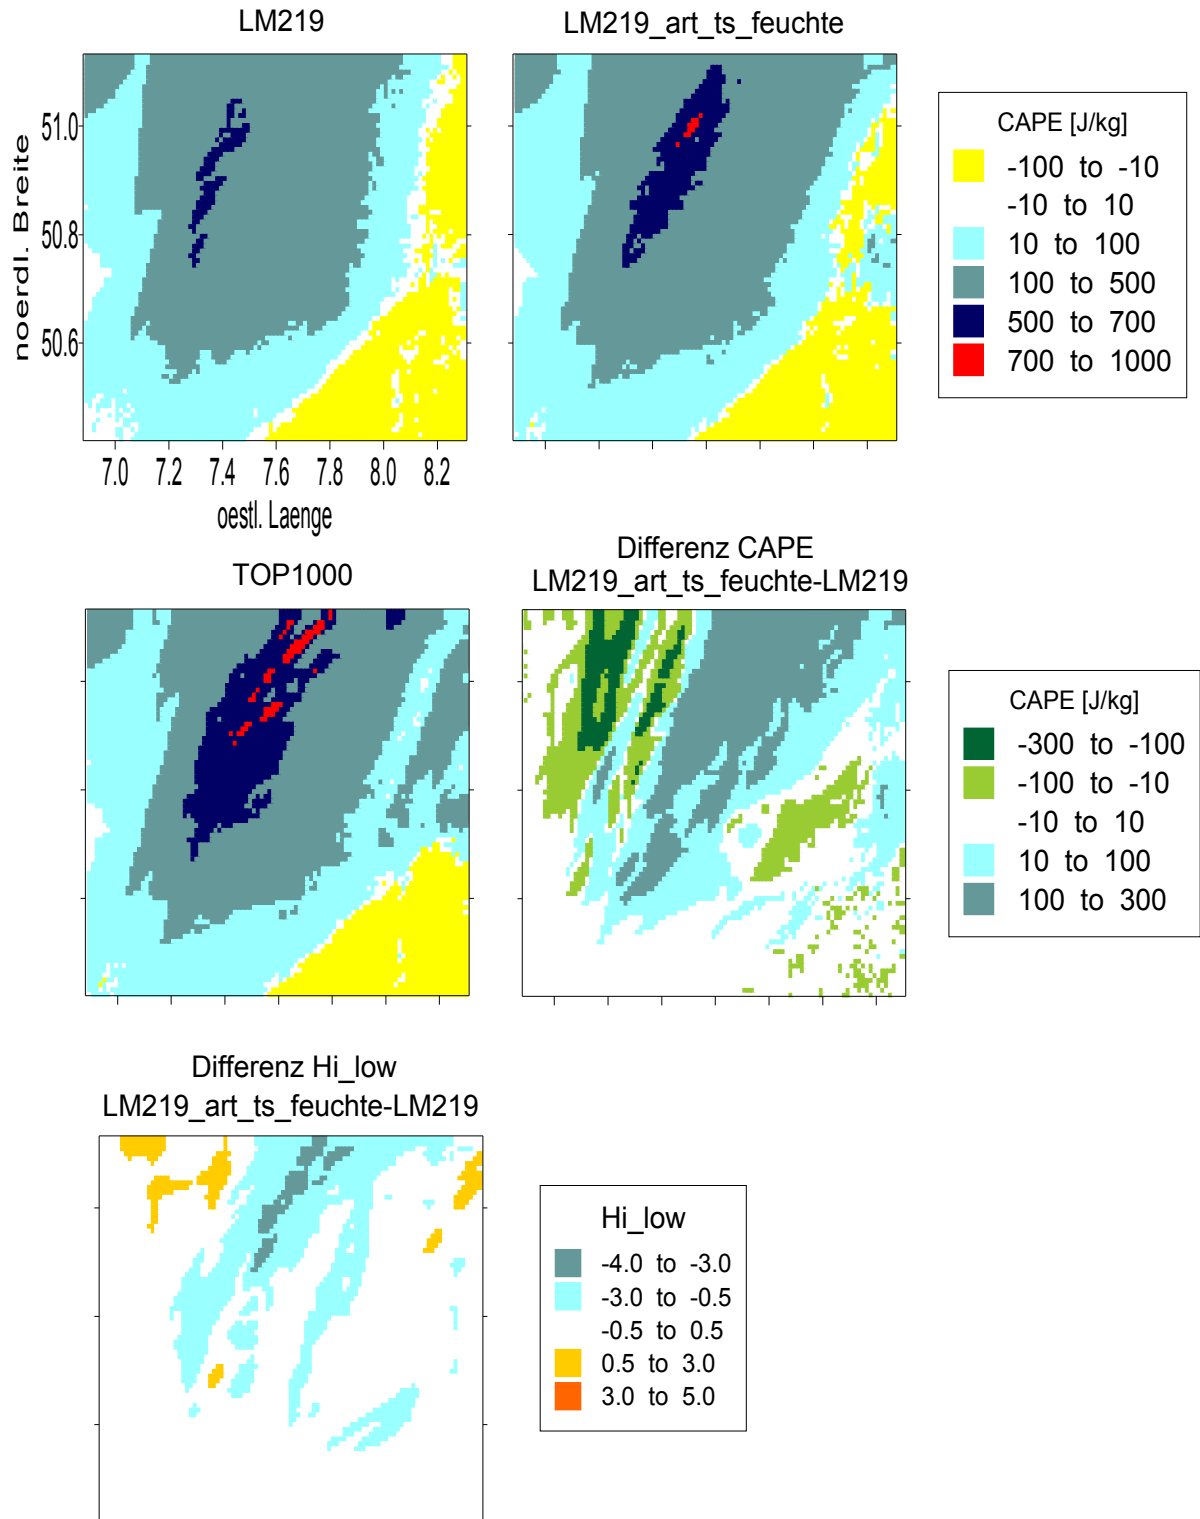 LM219
LM219_art_ts_feuchte
noerdl. Breite
51.0
50.8
50.6
7.0 7.2 7.4 7.6 7.8 8.0 8.2
oestl. Laenge
CAPE [J/kg]
-100 to -10
-10 to 10
10 to 100
100 to 500
500 to 700
700 to 1000
TOP1000
Differenz CAPE
LM219_art_ts_feuchte-LM219
CAPE [J/kg]
-300 to -100
-100 to -10
-10 to 10
10 to 100
100 to 300
Differenz Hi_low
LM219_art_ts_feuchte-LM219
Hi_low
-4.0 to -3.0
-3.0 to -0.5
-0.5 to 0.5
0.5 to 3.0
3.0 to 5.0